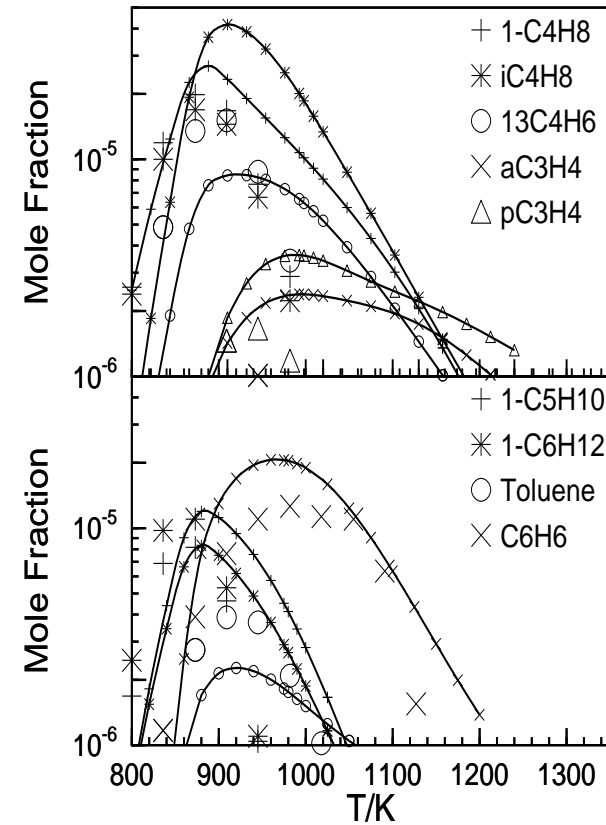 1-C4H8
iC4H8
13C4H6
aC3H4
pC3H4
10^-5
10^-6
Mole Fraction
1-C5H10
1-C6H12
Toluene
C6H6
10^-5
10^-6
Mole Fraction
800 900 1000 1100 1200 1300
T/K